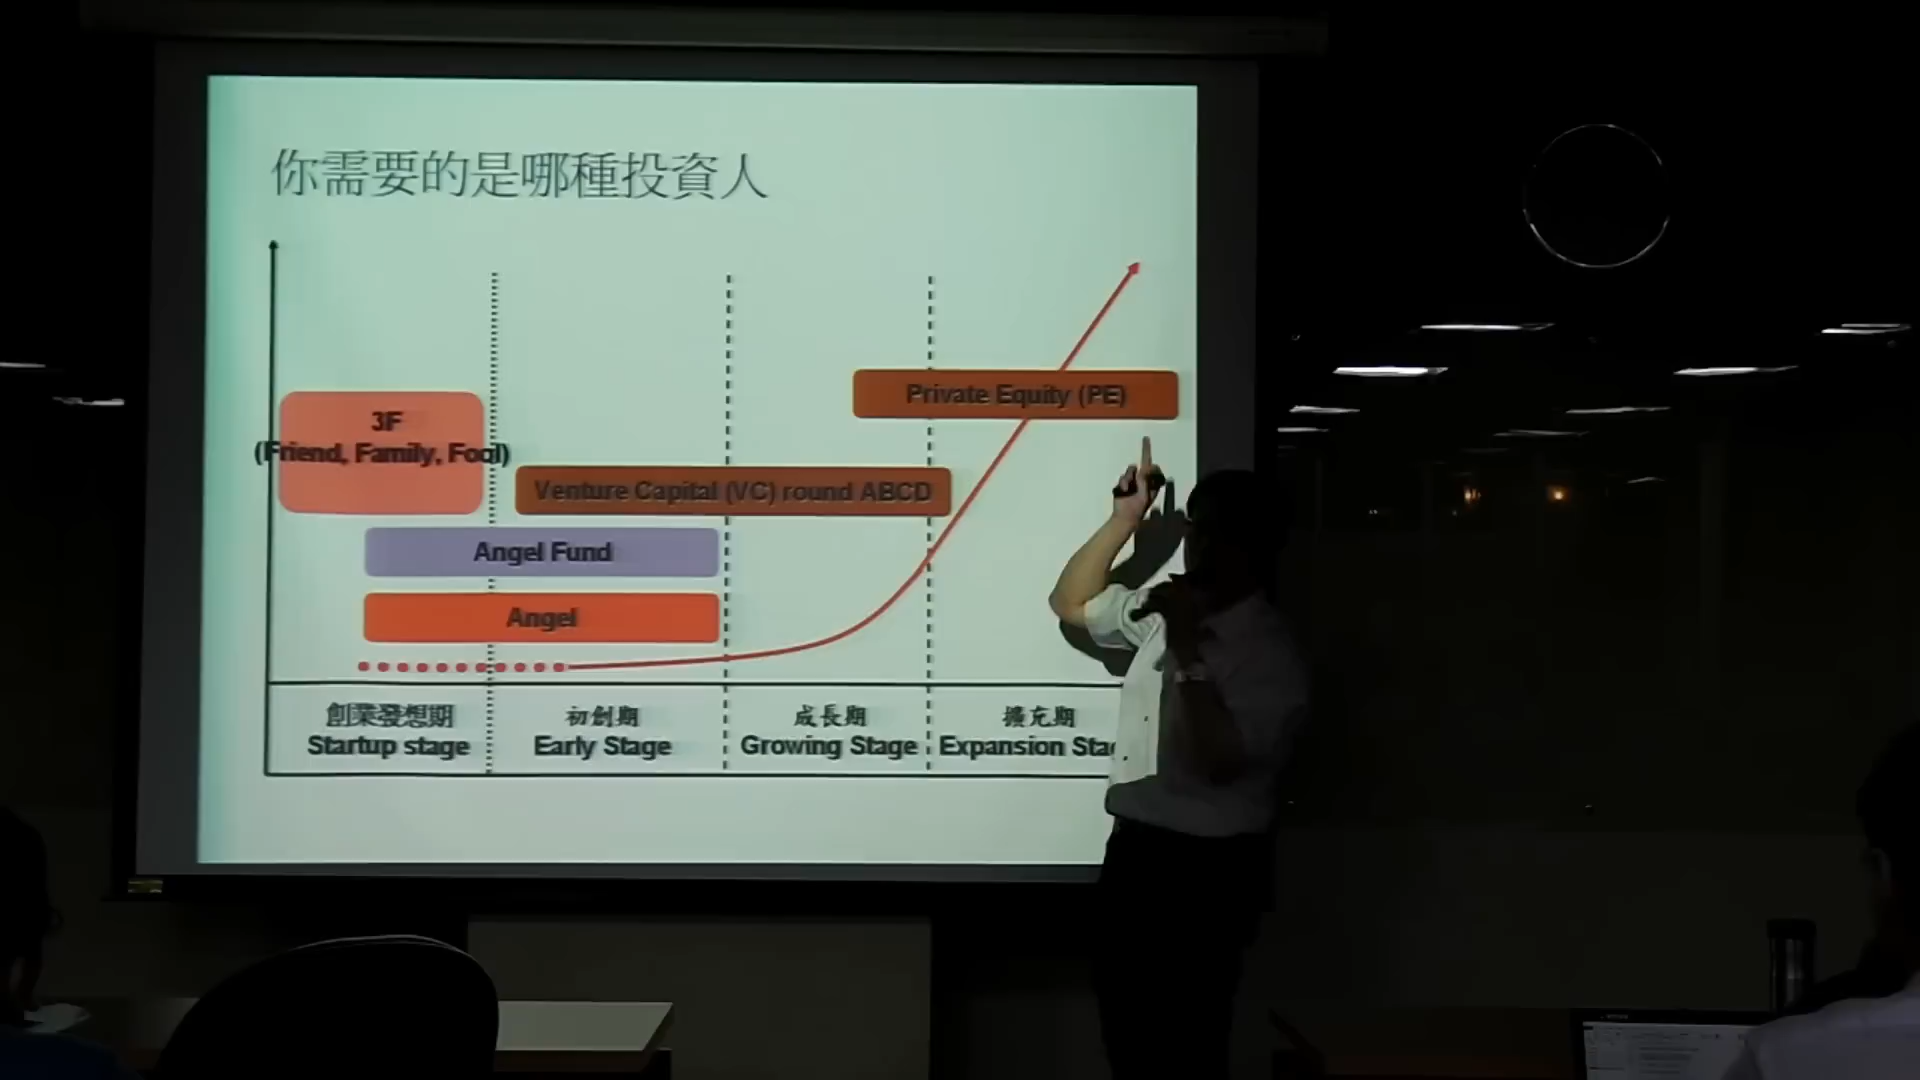 你需要的是哪種投資人
Private Equity (PE)
3F
(Friend, Family, Fool)
Venture Capital (VC) round ABCD
Angel Fund
Angel
創業發想期
Startup stage
初創期
Early Stage
成長期
Growing Stage
擴充期
Expansion